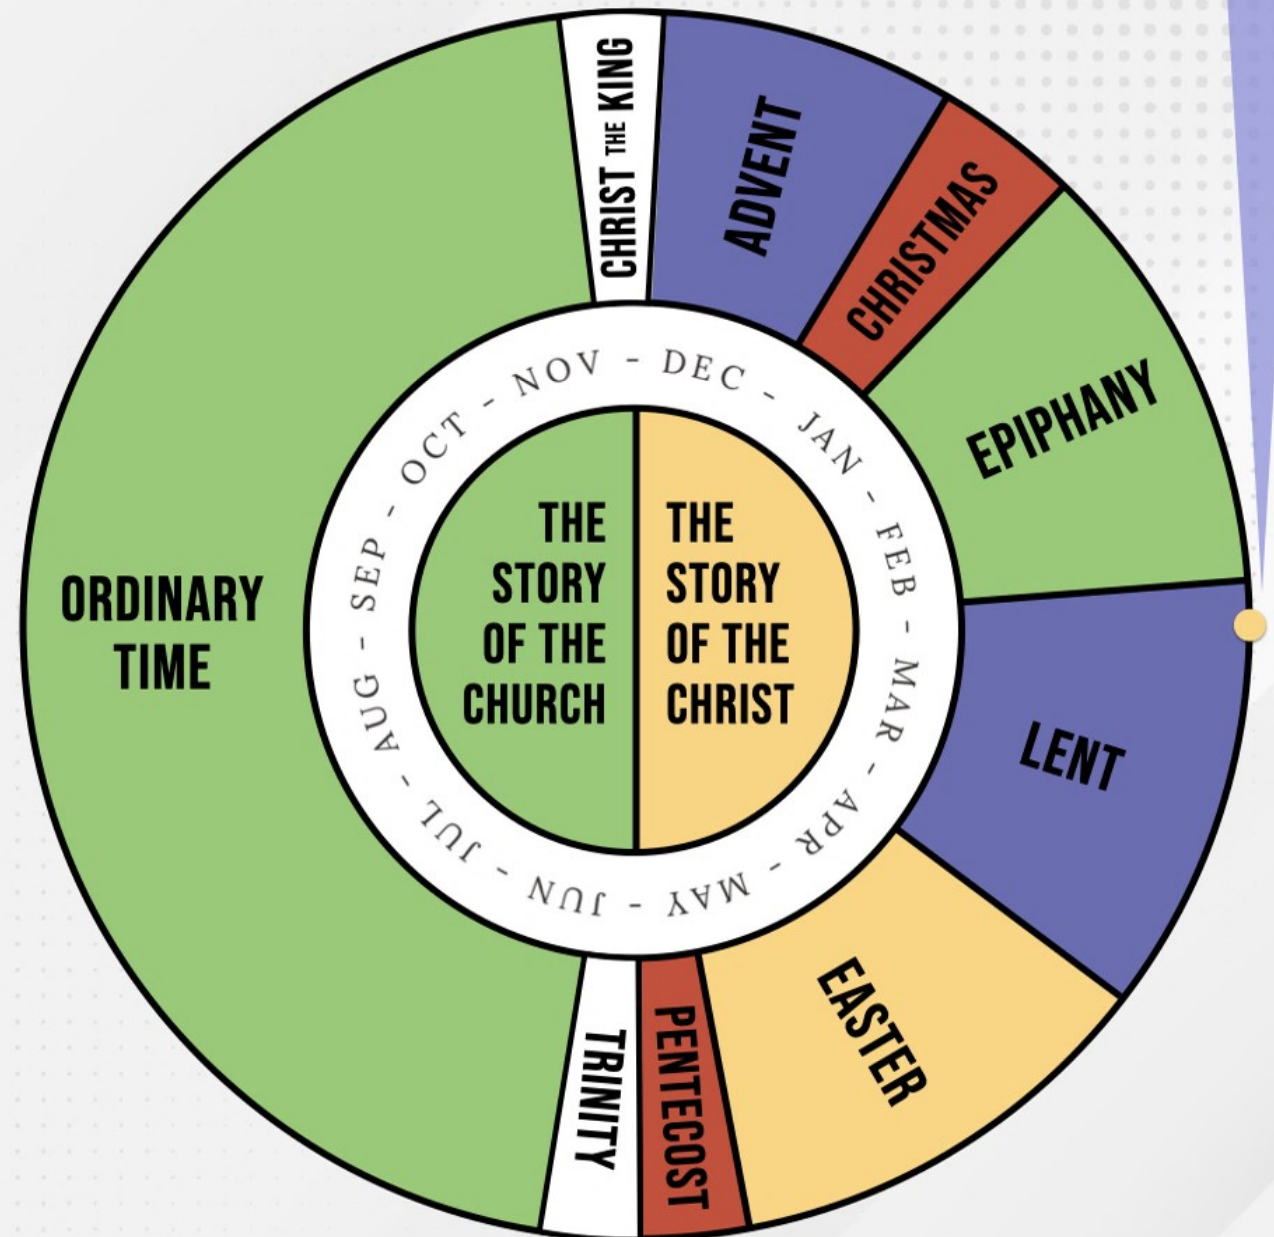 CHRIST THE KING
ADVENT
CHRISTMAS
EPIPHANY
LENT
EASTER
PENTECOST
TRINITY
ORDINARY
TIME
DEC - JAN - FEB - MAR - APR - MAY - JUN - JUL - AUG - SEP - OCT - NOV -
THE
STORY
OF THE
CHURCH
THE
STORY
OF THE
CHRIST